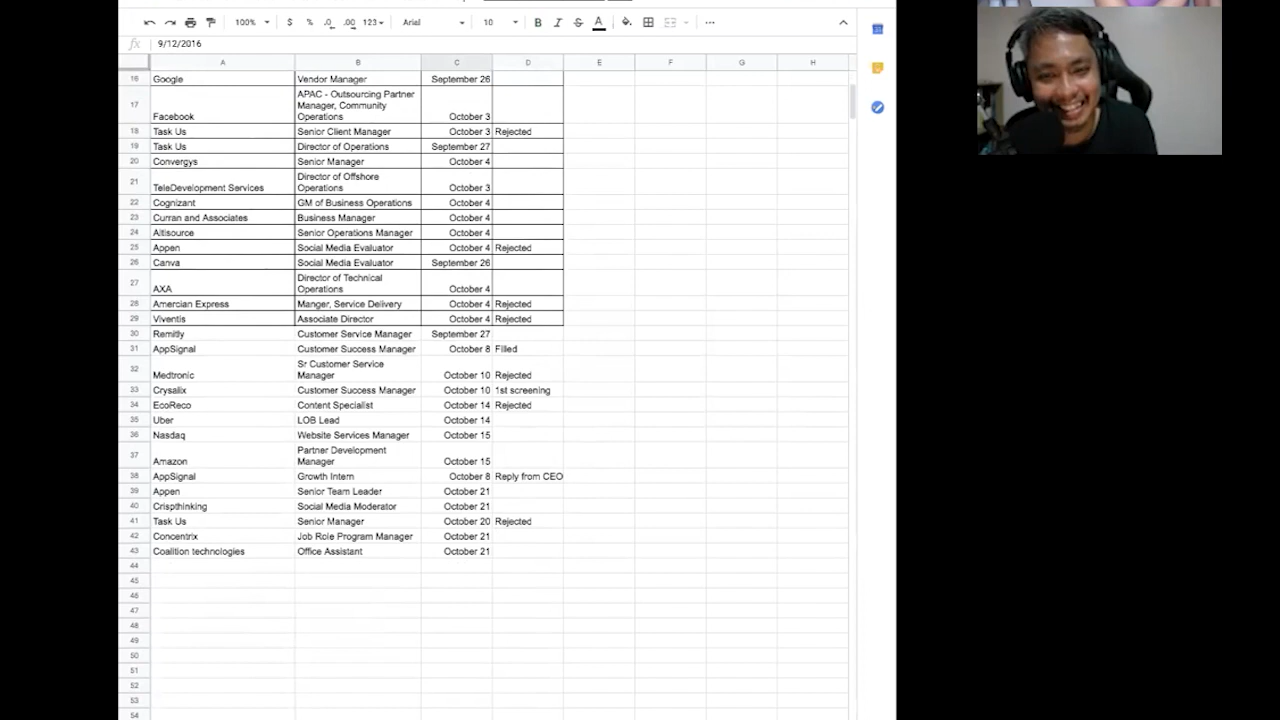 100% $ % .0 .00 123 Arial 10 B I S A
fx 9/12/2016
A B C D E F G H
16 Google Vendor Manager September 26
17 Facebook APAC - Outsourcing Partner
Manager, Community
Operations October 3
18 Task Us Senior Client Manager October 3 Rejected
19 Task Us Director of Operations September 27
20 Convergys Senior Manager October 4
21 TeleDevelopment Services Director of Offshore
Operations October 3
22 Cognizant GM of Business Operations October 4
23 Curran and Associates Business Manager October 4
24 Altisource Senior Operations Manager October 4
25 Appen Social Media Evaluator October 4 Rejected
26 Canva Social Media Evaluator September 26
27 AXA Director of Technical
Operations October 4
28 Amercian Express Manger, Service Delivery October 4 Rejected
29 Viventis Associate Director October 4 Rejected
30 Remitly Customer Service Manager September 27
31 AppSignal Customer Success Manager October 8 Filled
32 Medtronic Sr Customer Service
Manager October 10 Rejected
33 Crysalix Customer Success Manager October 10 1st screening
34 EcoReco Content Specialist October 14 Rejected
35 Uber LOB Lead October 14
36 Nasdaq Website Services Manager October 15
37 Amazon Partner Development
Manager October 15
38 AppSignal Growth Intern October 8 Reply from CEO
39 Appen Senior Team Leader October 21
40 Crispthinking Social Media Moderator October 21
41 Task Us Senior Manager October 20 Rejected
42 Concentrix Job Role Program Manager October 21
43 Coalition technologies Office Assistant October 21
44
45
46
47
48
49
50
51
52
53
54